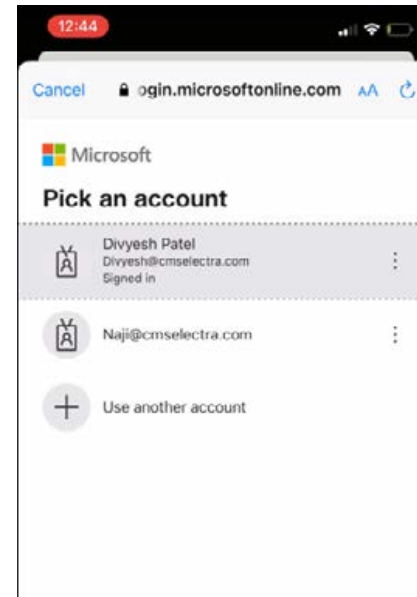 12:44
Cancel
ogin.microsoftonline.com
AA
Microsoft
Pick an account
Divyesh Patel
Divyesh@cmselectra.com
Signed in
Naji@cmselectra.com
Use another account